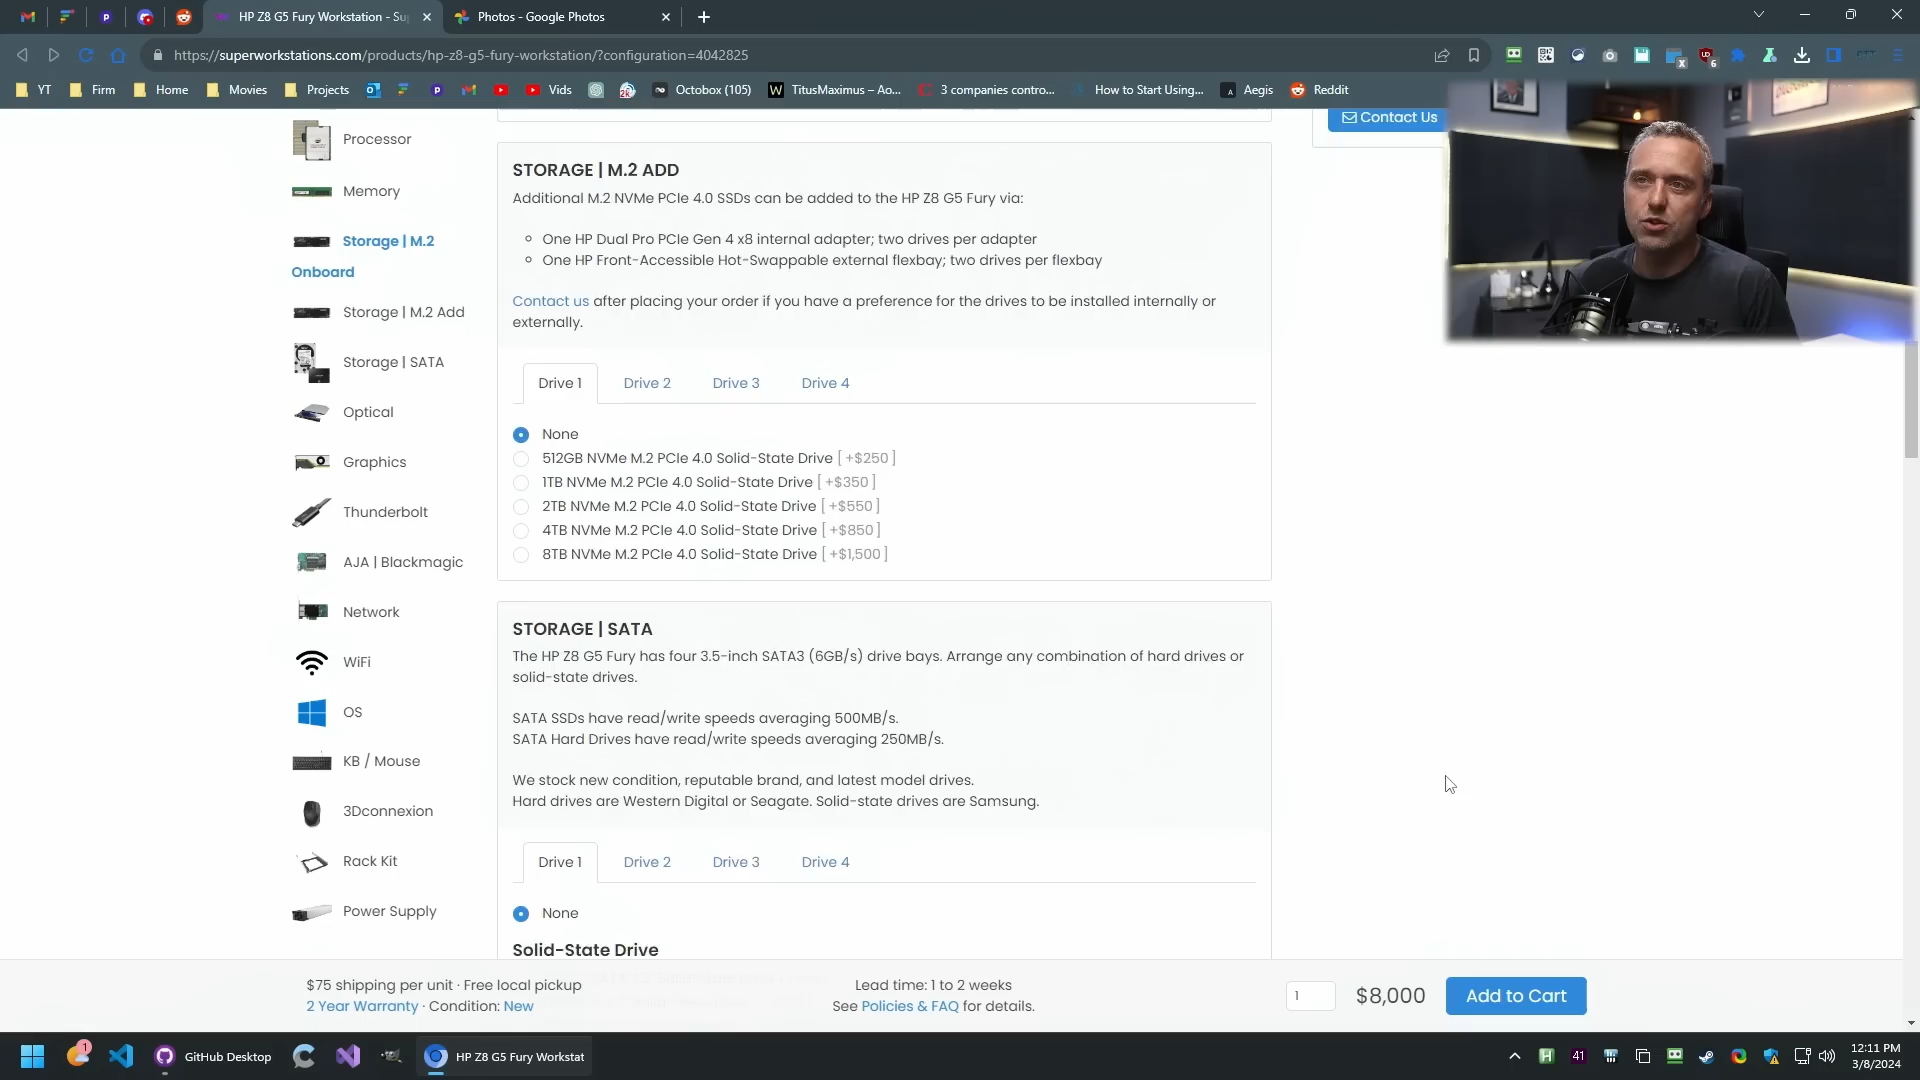 HP Z8 G5 Fury Workstation - Su
Photos - Google Photos
https://superworkstations.com/products/hp-z8-g5-fury-workstation/?configuration=4042825
YT
Firm
Home
Movies
Projects
Vids
Octobox (105)
TitusMaximus – Ao...
3 companies contro...
How to Start Using...
Aegis
Reddit
Processor
Memory
Storage | M.2
Onboard
Storage | M.2 Add
Storage | SATA
Optical
Graphics
Thunderbolt
AJA | Blackmagic
Network
WiFi
OS
KB / Mouse
3Dconnexion
Rack Kit
Power Supply
Contact Us
STORAGE | M.2 ADD
Additional M.2 NVMe PCIe 4.0 SSDs can be added to the HP Z8 G5 Fury via:
One HP Dual Pro PCIe Gen 4 x8 internal adapter; two drives per adapter
One HP Front-Accessible Hot-Swappable external flexbay; two drives per flexbay
Contact us after placing your order if you have a preference for the drives to be installed internally or
externally.
Drive 1 Drive 2 Drive 3 Drive 4
None
512GB NVMe M.2 PCIe 4.0 Solid-State Drive [ +$250 ]
1TB NVMe M.2 PCIe 4.0 Solid-State Drive [ +$350 ]
2TB NVMe M.2 PCIe 4.0 Solid-State Drive [ +$550 ]
4TB NVMe M.2 PCIe 4.0 Solid-State Drive [ +$850 ]
8TB NVMe M.2 PCIe 4.0 Solid-State Drive [ +$1,500 ]
STORAGE | SATA
The HP Z8 G5 Fury has four 3.5-inch SATA3 (6GB/s) drive bays. Arrange any combination of hard drives or
solid-state drives.
SATA SSDs have read/write speeds averaging 500MB/s.
SATA Hard Drives have read/write speeds averaging 250MB/s.
We stock new condition, reputable brand, and latest model drives.
Hard drives are Western Digital or Seagate. Solid-state drives are Samsung.
Drive 1 Drive 2 Drive 3 Drive 4
None
Solid-State Drive
$75 shipping per unit · Free local pickup
2 Year Warranty · Condition: New
Lead time: 1 to 2 weeks
See Policies & FAQ for details.
1
$8,000
Add to Cart
1
GitHub Desktop
HP Z8 G5 Fury Workstat
41
12:11 PM
3/8/2024